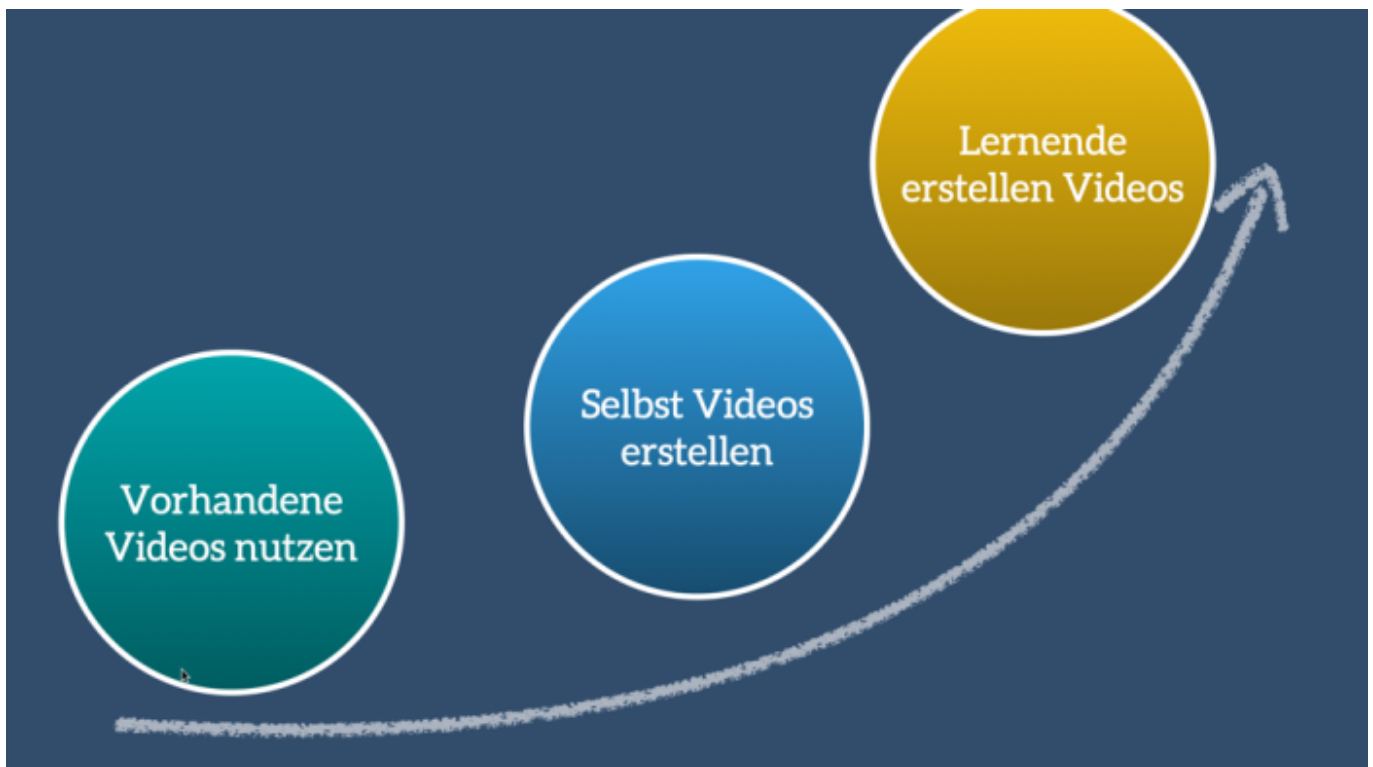 Vorhandene
Videos nutzen
Selbst Videos
erstellen
Lernende
erstellen Videos